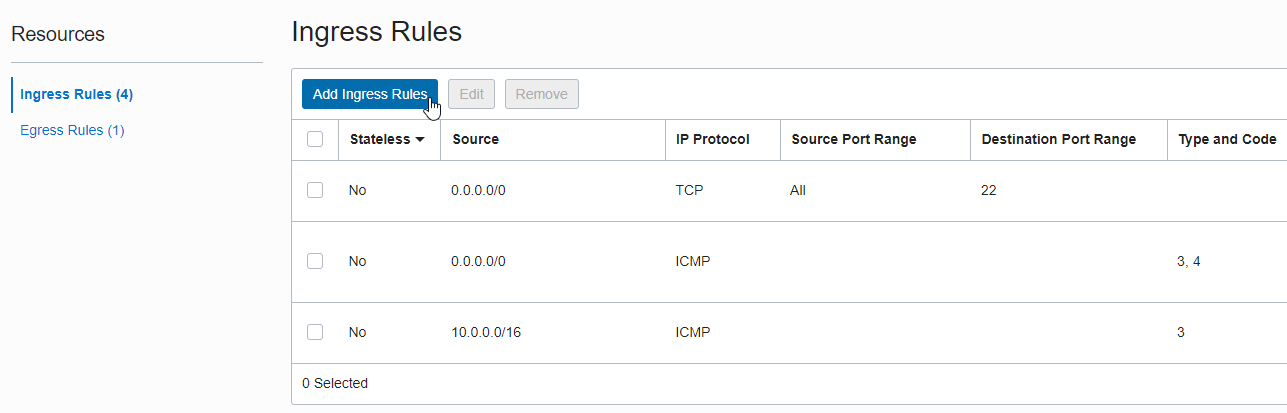 Resources
Ingress Rules (4)
Egress Rules (1)
Ingress Rules
Add Ingress Rules Edit Remove
Stateless Source IP Protocol Source Port Range Destination Port Range Type and Code
No 0.0.0.0/0 TCP All 22
No 0.0.0.0/0 ICMP 3, 4
No 10.0.0.0/16 ICMP 3
0 Selected